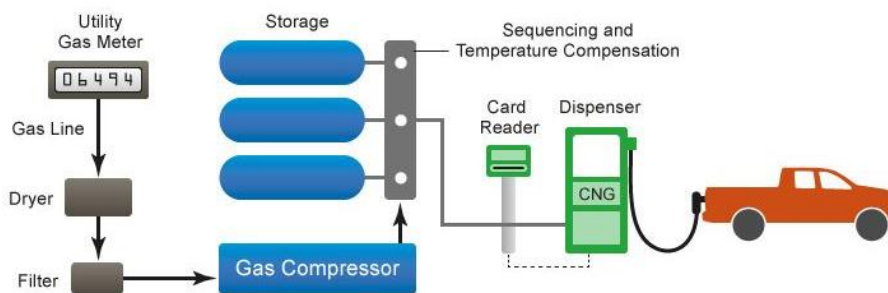 Utility
Gas Meter
06494
Gas Line
Dryer
Filter
Gas Compressor
Storage
Sequencing and
Temperature Compensation
Card
Reader
Dispenser
CNG